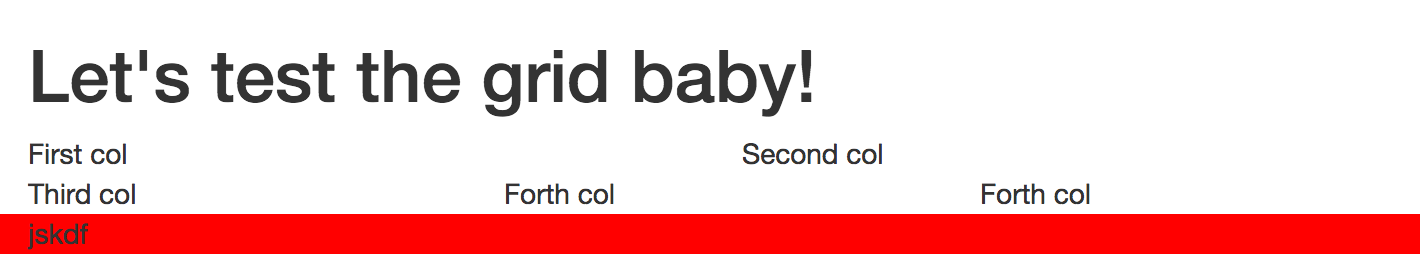 Let's test the grid baby!
First col Second col
Third col Forth col Forth col
jskdf